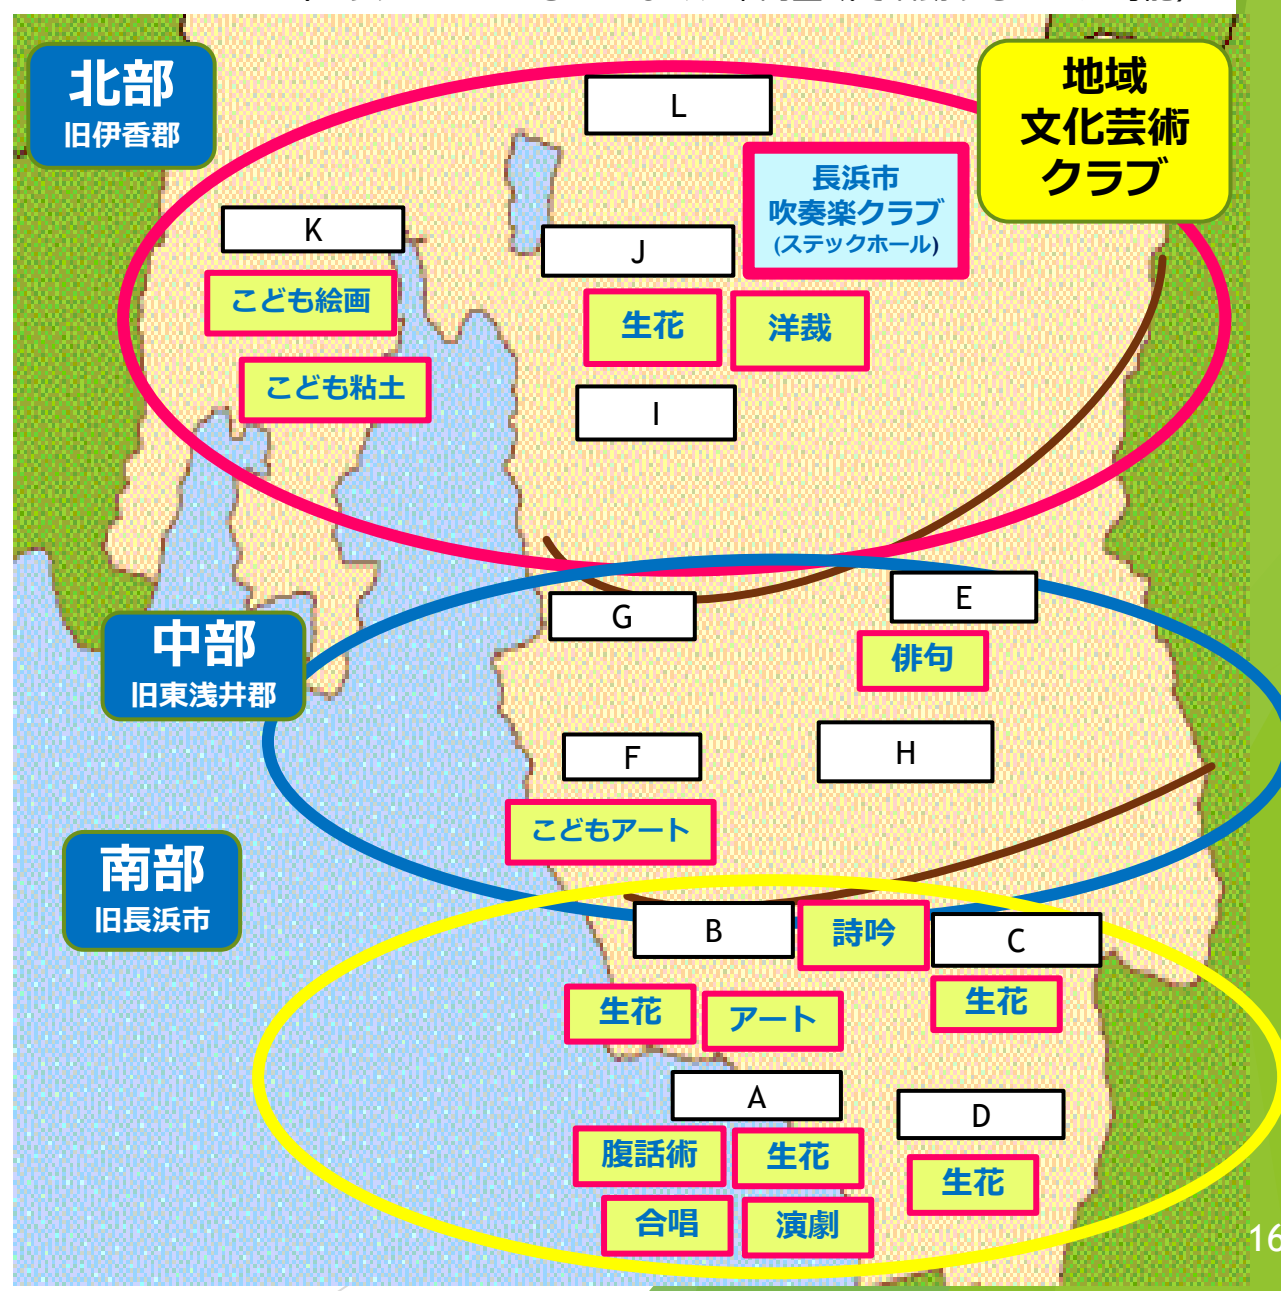 北部
旧伊香郡
地域
文化芸術
クラブ
L
長浜市
吹奏楽クラブ
(ステックホール)
K
J
こども絵画
生花
洋裁
こども粘土
I
中部
旧東浅井郡
G
E
俳句
F
H
こどもアート
南部
旧長浜市
B
詩吟
C
生花
アート
生花
A
D
腹話術
生花
生花
合唱
演劇
16